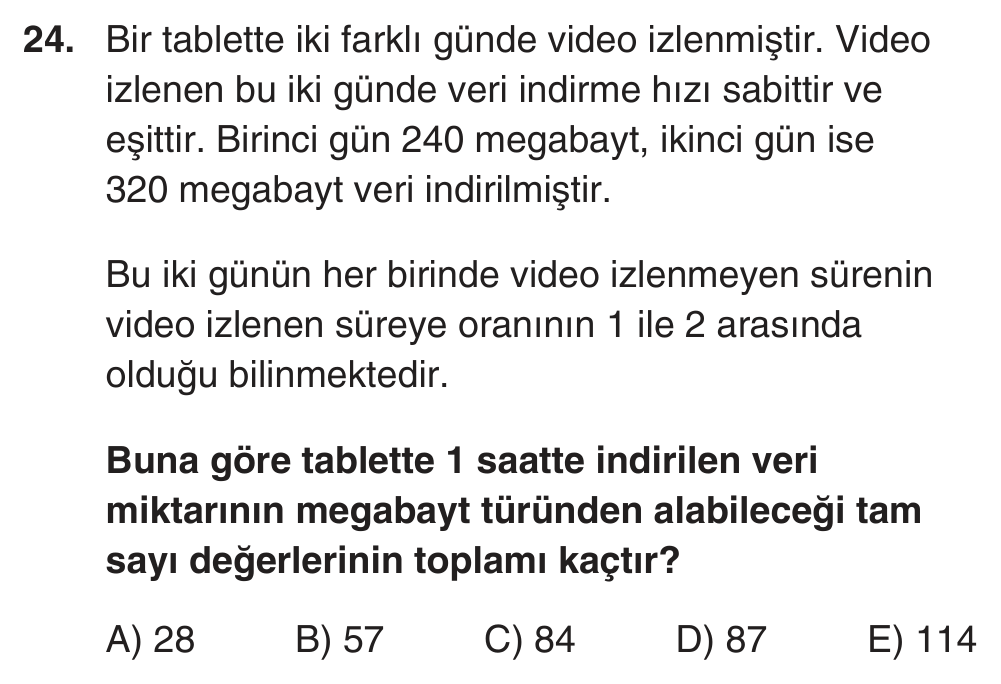 24. Bir tablette iki farklı günde video izlenmiştir. Video
izlenen bu iki günde veri indirme hızı sabittir ve
eşittir. Birinci gün 240 megabayt, ikinci gün ise
320 megabayt veri indirilmiştir.
Bu iki günün her birinde video izlenmeyen sürenin
video izlenen süreye oranının 1 ile 2 arasında
olduğu bilinmektedir.
Buna göre tablette 1 saatte indirilen veri
miktarının megabayt türünden alabileceği tam
sayı değerlerinin toplamı kaçtır?
A) 28 B) 57 C) 84 D) 87 E) 114